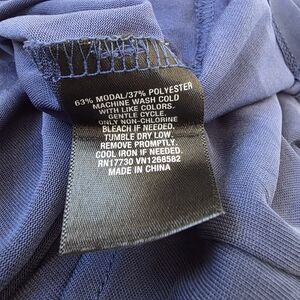 63% MODAL/37% POLYESTER
MACHINE WASH COLD
WITH LIKE COLORS.
GENTLE CYCLE.
ONLY NON-CHLORINE
BLEACH IF NEEDED.
TUMBLE DRY LOW.
REMOVE PROMPTLY.
COOL IRON IF NEEDED.
RN17730 VN1268582
MADE IN CHINA